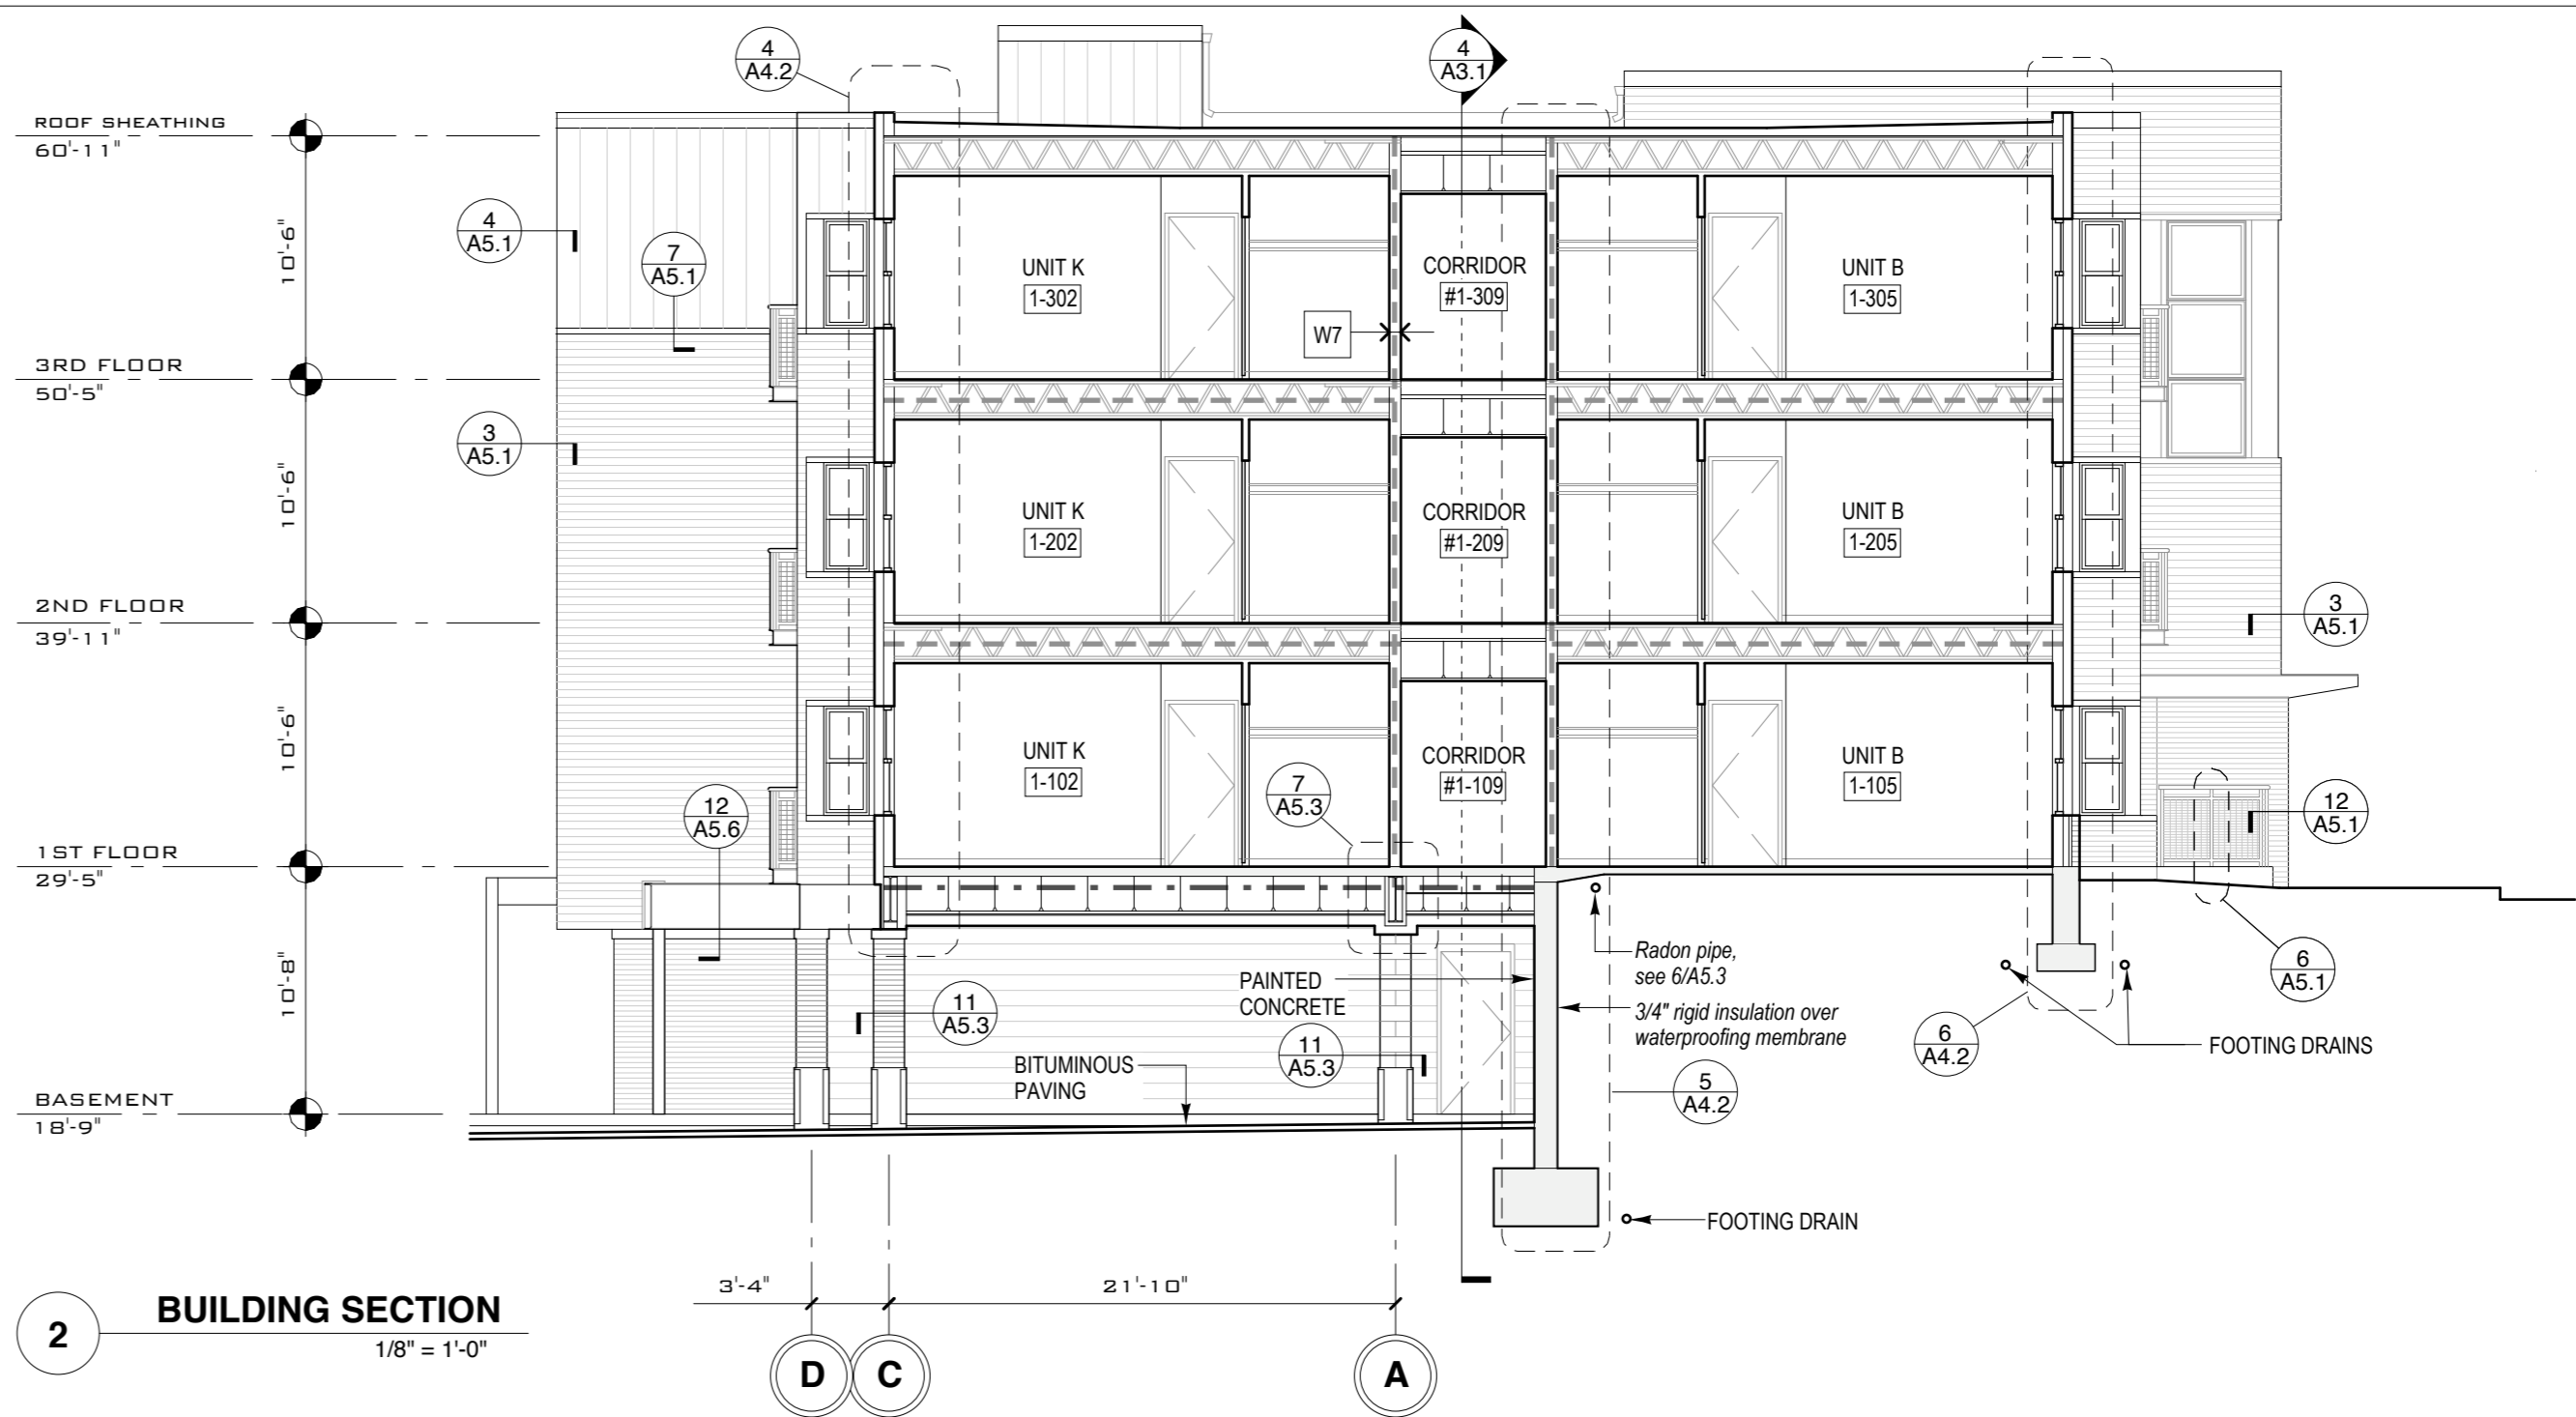 4
A4.2
4
A3.1
ROOF SHEATHING
60'-11"
10'-6"
4
A5.1
7
A5.1
UNIT K
1-302
CORRIDOR
#1-309
UNIT B
1-305
W7
3RD FLOOR
50'-5"
10'-6"
3
A5.1
UNIT K
1-202
CORRIDOR
#1-209
UNIT B
1-205
2ND FLOOR
39'-11"
3
A5.1
10'-6"
UNIT K
1-102
7
A5.3
CORRIDOR
#1-109
UNIT B
1-105
12
A5.6
12
A5.1
1ST FLOOR
29'-5"
10'-8"
11
A5.3
PAINTED
CONCRETE
Radon pipe,
see 6/A5.3
3/4" rigid insulation over
waterproofing membrane
6
A5.1
6
A4.2
FOOTING DRAINS
11
A5.3
BITUMINOUS
PAVING
5
A4.2
BASEMENT
18'-9"
FOOTING DRAIN
3'-4"
21'-10"
2
BUILDING SECTION
1/8" = 1'-0"
D
C
A